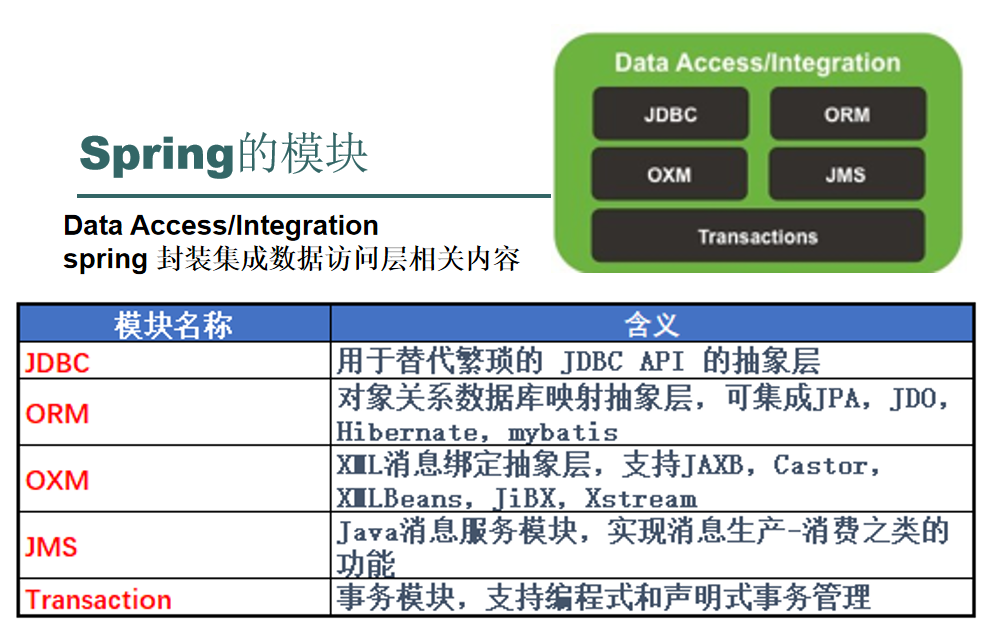 Data Access/Integration
JDBC ORM
OXM JMS
Transactions
Spring的模块
Data Access/Integration
spring 封装集成数据访问层相关内容
模块名称 含义
JDBC 用于替代繁琐的 JDBC API 的抽象层
ORM 对象关系数据库映射抽象层，可集成JPA，JDO，
Hibernate，mybatis
OXM XML消息绑定抽象层，支持JAXB，Castor，
XMLBeans，JiBX，Xstream
JMS Java消息服务模块，实现消息生产-消费之类的
功能
Transaction 事务模块，支持编程式和声明式事务管理